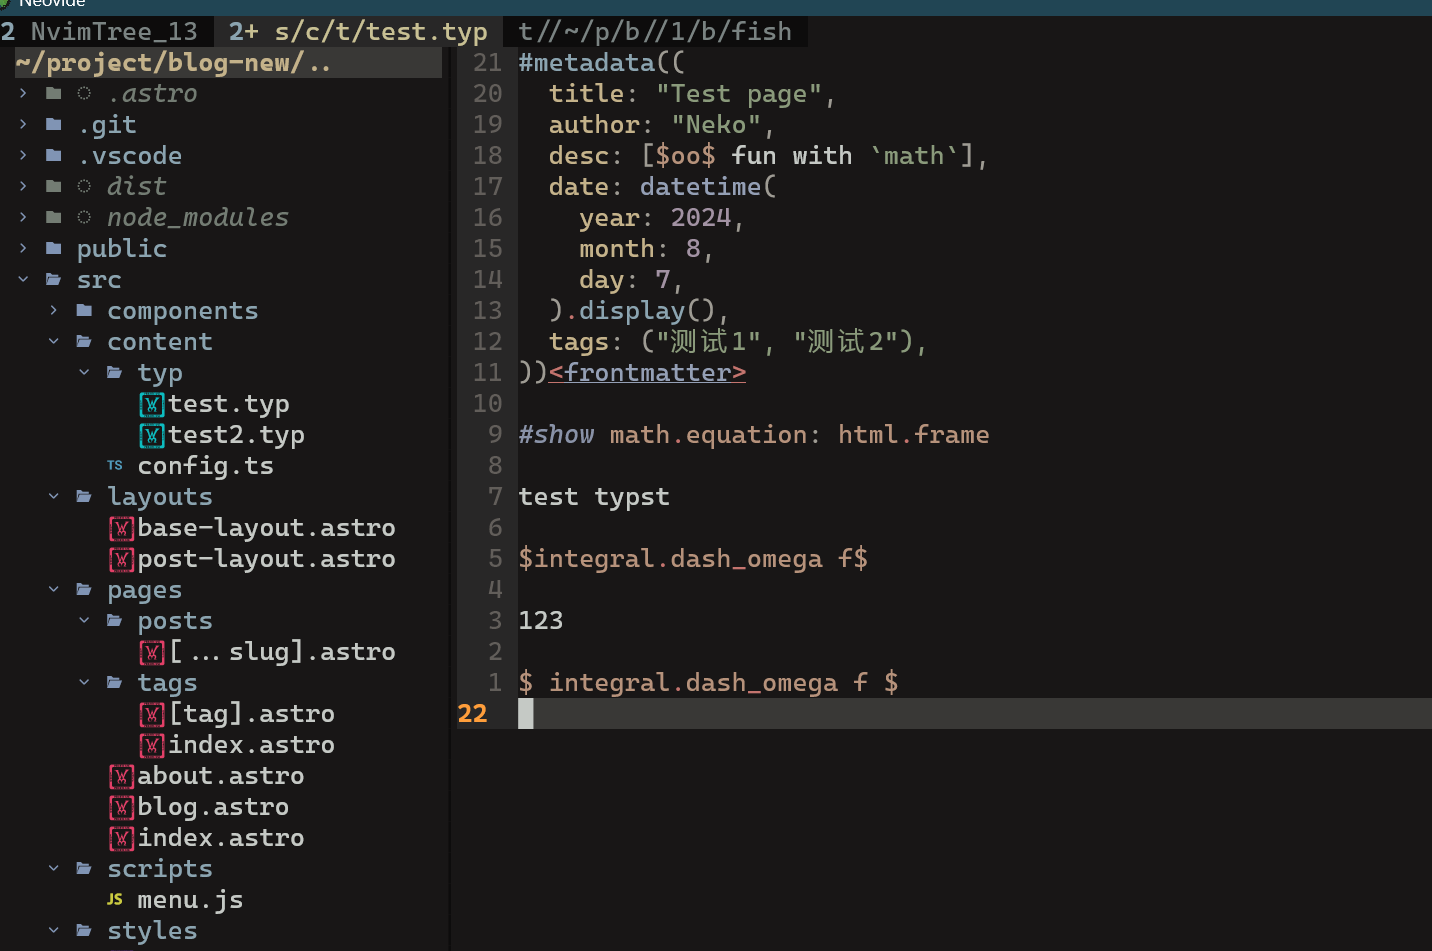 Neovide
2 NvimTree_13 2+ s/c/t/test.typ t//~/p/b//1/b/fish
~/project/blog-new/..
.astro
.git
.vscode
dist
node_modules
public
src
components
content
typ
test.typ
test2.typ
TS config.ts
layouts
base-layout.astro
post-layout.astro
pages
posts
[...slug].astro
tags
[tag].astro
index.astro
about.astro
blog.astro
index.astro
scripts
JS menu.js
styles
21 #metadata((
20 title: "Test page",
19 author: "Neko",
18 desc: [$oo$ fun with `math`],
17 date: datetime(
16 year: 2024,
15 month: 8,
14 day: 7,
13 ).display(),
12 tags: ("测试1", "测试2"),
11 ))<frontmatter>
10
9 #show math.equation: html.frame
8
7 test typst
6
5 $integral.dash_omega f$
4
3 123
2
1 $ integral.dash_omega f $
22